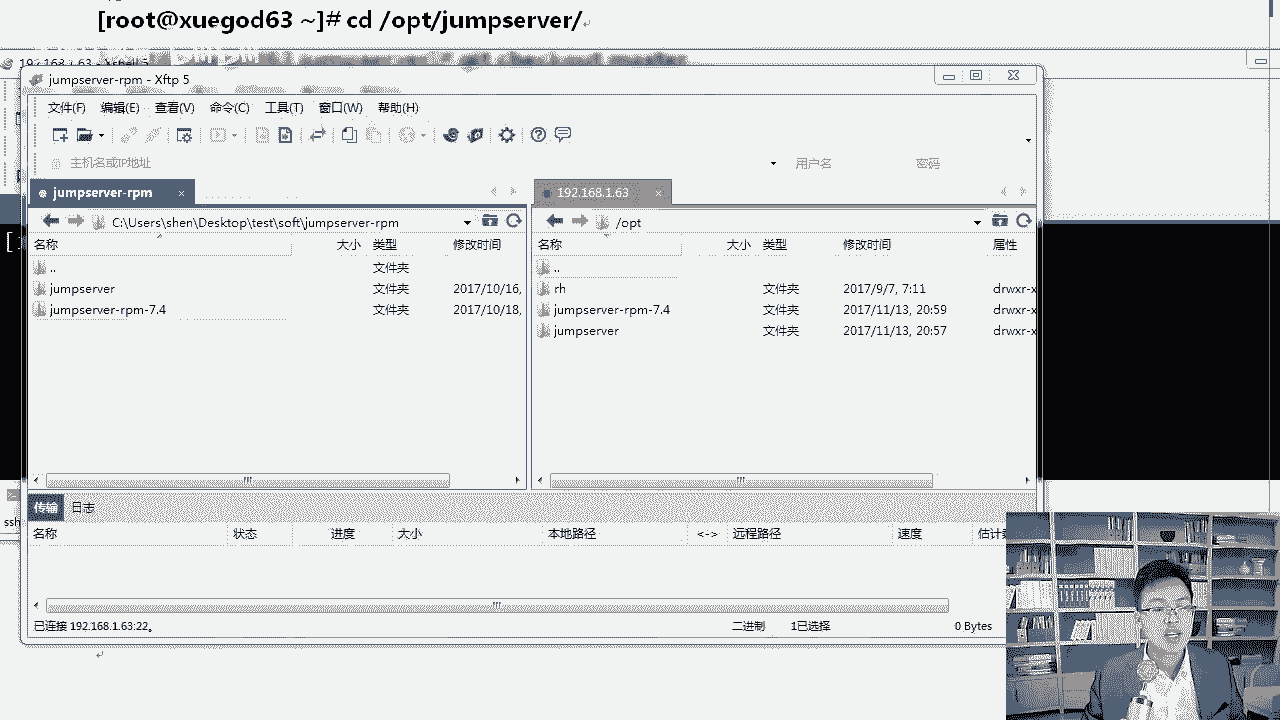 [root@xuegod63 ~]# cd /opt/jumpserver/
jumpserver-rpm - Xftp 5
文件(F) 编辑(E) 查看(V) 命令(C) 工具(T) 窗口(W) 帮助(H)
主机名或IP地址 用户名 密码
jumpserver-rpm × 192.168.1.63 ×
C:\Users\shen\Desktop\test\soft\jumpserver-rpm /opt
名称 大小 类型 修改时间 名称 大小 类型 修改时间 属性
.. 文件夹 ..
jumpserver 文件夹 2017/10/16, rh 文件夹 2017/9/7, 7:11 drwxr-x
jumpserver-rpm-7.4 文件夹 2017/10/18, jumpserver-rpm-7.4 文件夹 2017/11/13, 20:59 drwxr-x
jumpserver 文件夹 2017/11/13, 20:57 drwxr-x
传输 日志
ssh
名称 状态 进度 大小 本地路径 <-> 远程路径 速度
已连接 192.168.1.63:22。 二进制 1已选择 0 Bytes